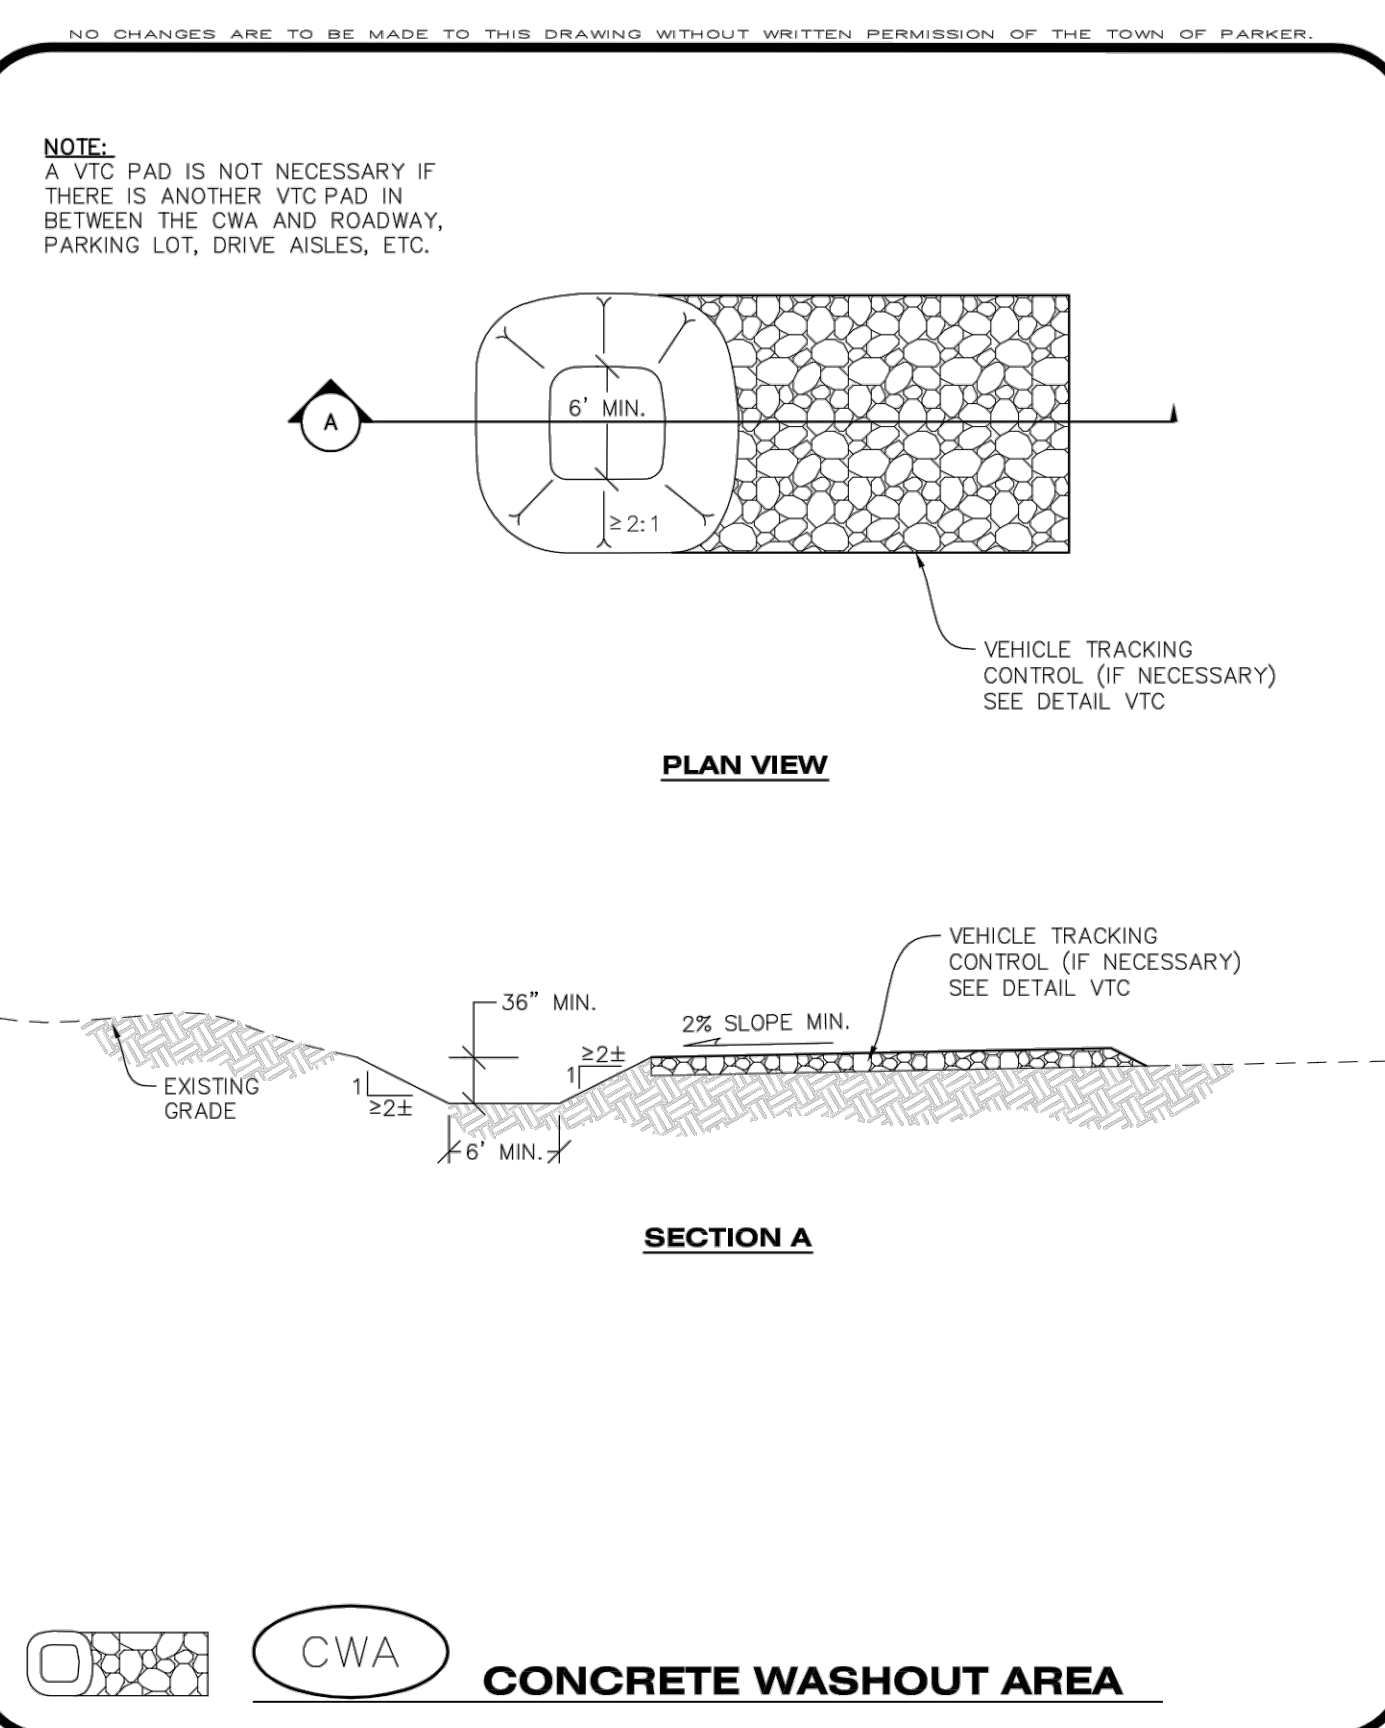 NO CHANGES ARE TO BE MADE TO THIS DRAWING WITHOUT WRITTEN PERMISSION OF THE TOWN OF PARKER.
NOTE:
A VTC PAD IS NOT NECESSARY IF
THERE IS ANOTHER VTC PAD IN
BETWEEN THE CWA AND ROADWAY,
PARKING LOT, DRIVE AISLES, ETC.
A
6' MIN.
≥2:1
VEHICLE TRACKING
CONTROL (IF NECESSARY)
SEE DETAIL VTC
PLAN VIEW
VEHICLE TRACKING
CONTROL (IF NECESSARY)
SEE DETAIL VTC
36" MIN.
2% SLOPE MIN.
≥2±
1
EXISTING
GRADE
1
≥2±
6' MIN.
SECTION A
CWA
CONCRETE WASHOUT AREA